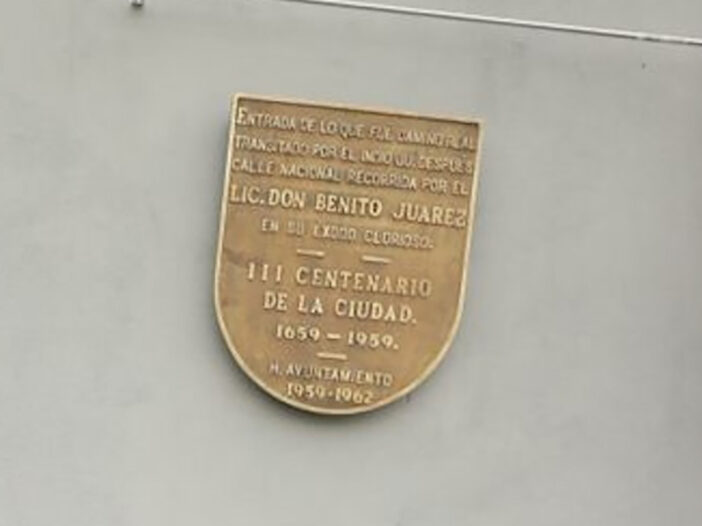 ENTRADA DE LO QUE FUE CAMINO REAL
TRANSITADO POR EL INDIO DESPUES
CALLE NACIONAL RECORRIDA POR EL
LIC. DON BENITO JUAREZ
EN SU EXODO GLORIOSO.
III CENTENARIO
DE LA CIUDAD.
1659 - 1959.
H. AYUNTAMIENTO
1959-1962